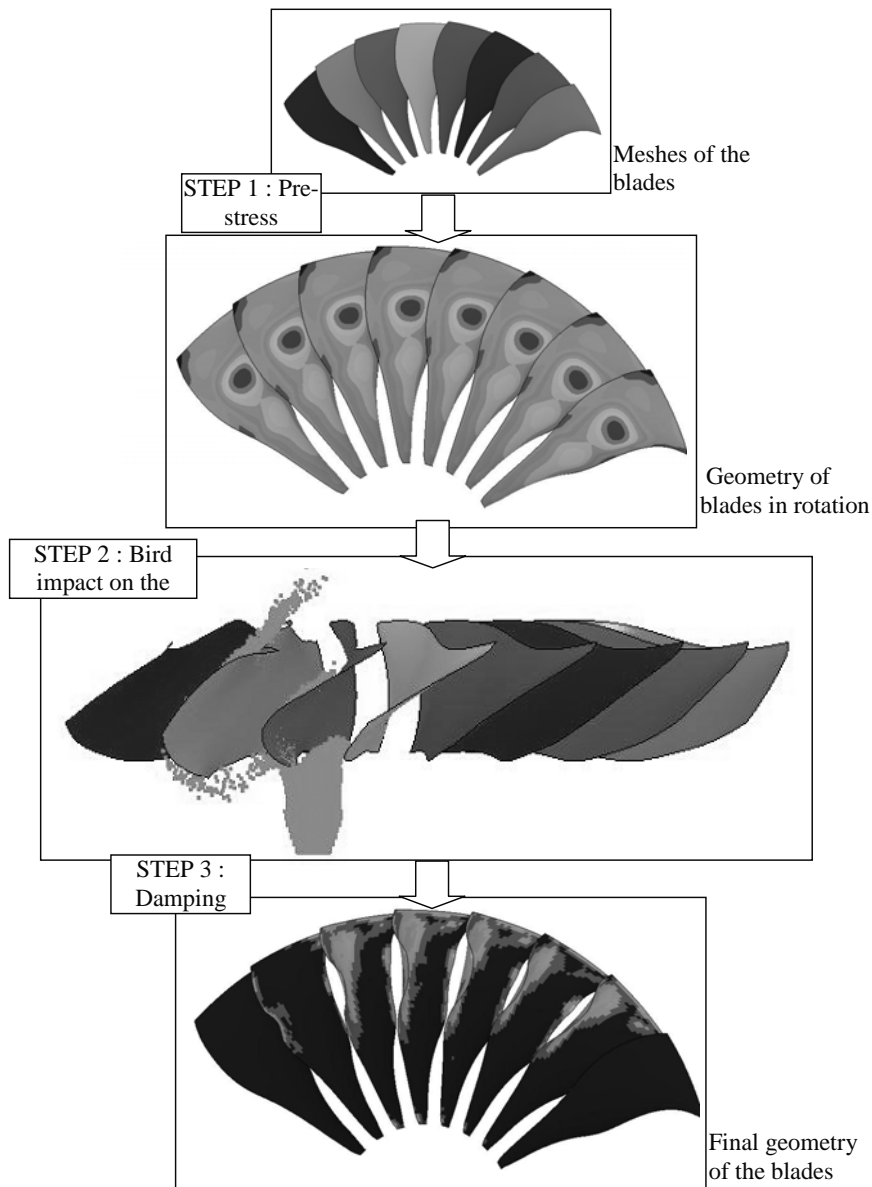 Meshes of the
blades
STEP 1 : Pre-
stress
Geometry of
blades in rotation
STEP 2 : Bird
impact on the
STEP 3 :
Damping
Final geometry
of the blades